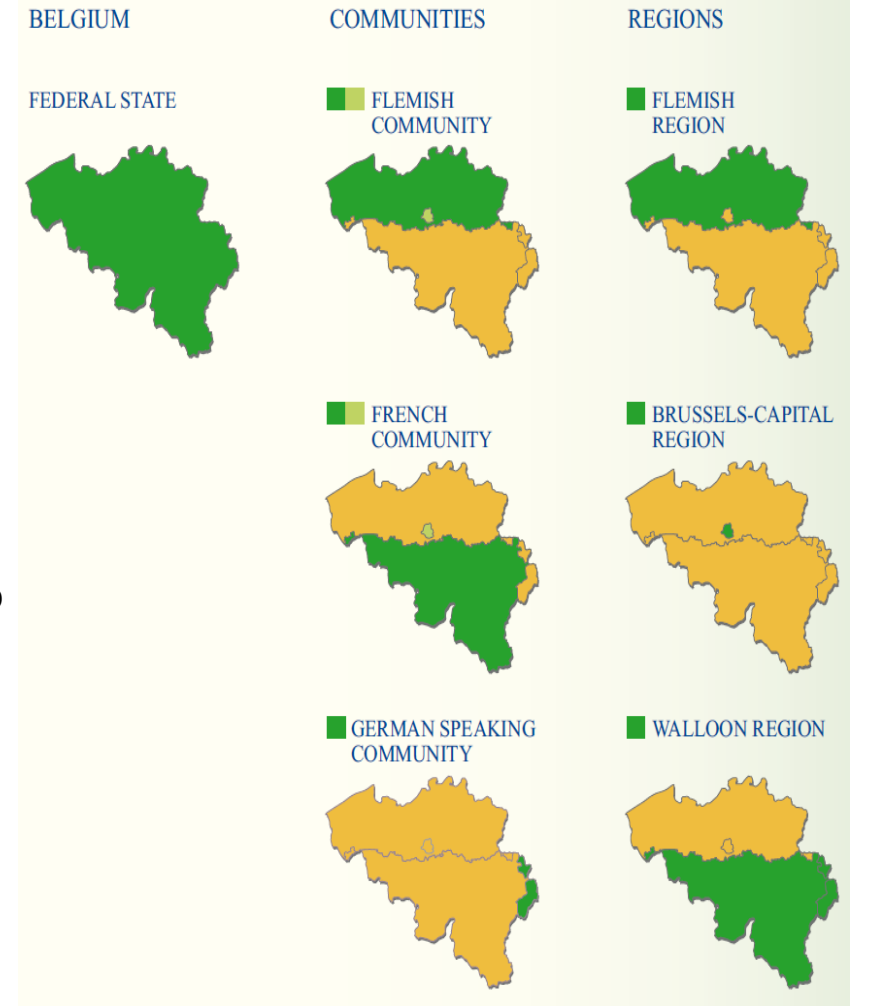 BELGIUM
COMMUNITIES
REGIONS
FEDERAL STATE
FLEMISH
COMMUNITY
FLEMISH
REGION
FRENCH
COMMUNITY
BRUSSELS-CAPITAL
REGION
GERMAN SPEAKING
COMMUNITY
WALLOON REGION